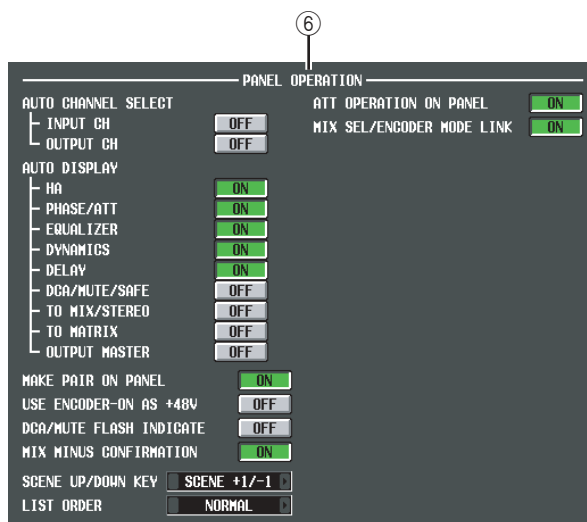 ⑥
PANEL OPERATION
AUTO CHANNEL SELECT
INPUT CH OFF
OUTPUT CH OFF
AUTO DISPLAY
HA ON
PHASE/ATT ON
EQUALIZER ON
DYNAMICS ON
DELAY ON
DCA/MUTE/SAFE OFF
TO MIX/STEREO OFF
TO MATRIX OFF
OUTPUT MASTER OFF
MAKE PAIR ON PANEL ON
USE ENCODER-ON AS +48V OFF
DCA/MUTE FLASH INDICATE OFF
MIX MINUS CONFIRMATION ON
SCENE UP/DOWN KEY SCENE +1/-1
LIST ORDER NORMAL
ATT OPERATION ON PANEL ON
MIX SEL/ENCODER MODE LINK ON